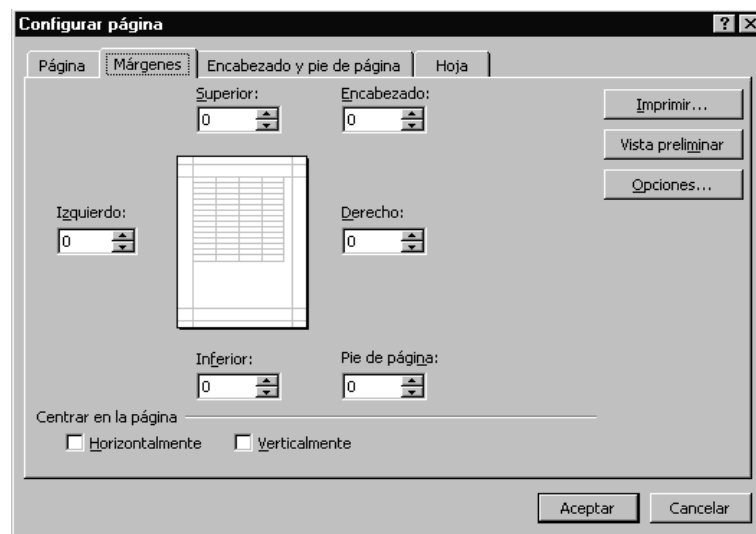 Configurar página
Página Márgenes Encabezado y pie de página Hoja
Superior: Encabezado:
0 0
Imprimir...
Vista preliminar
Opciones...
Izquierdo: Derecho:
0 0
Inferior: Pie de página:
0 0
Centrar en la página
Horizontalmente Verticalmente
Aceptar Cancelar